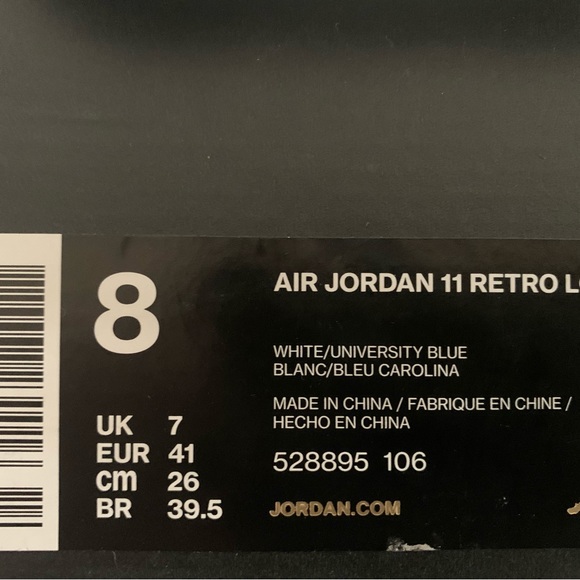 8
UK 7
EUR 41
cm 26
BR 39.5
AIR JORDAN 11 RETRO
WHITE/UNIVERSITY BLUE
BLANC/BLEU CAROLINA
MADE IN CHINA / FABRIQUE EN CHINE /
HECHO EN CHINA
528895 106
JORDAN.COM